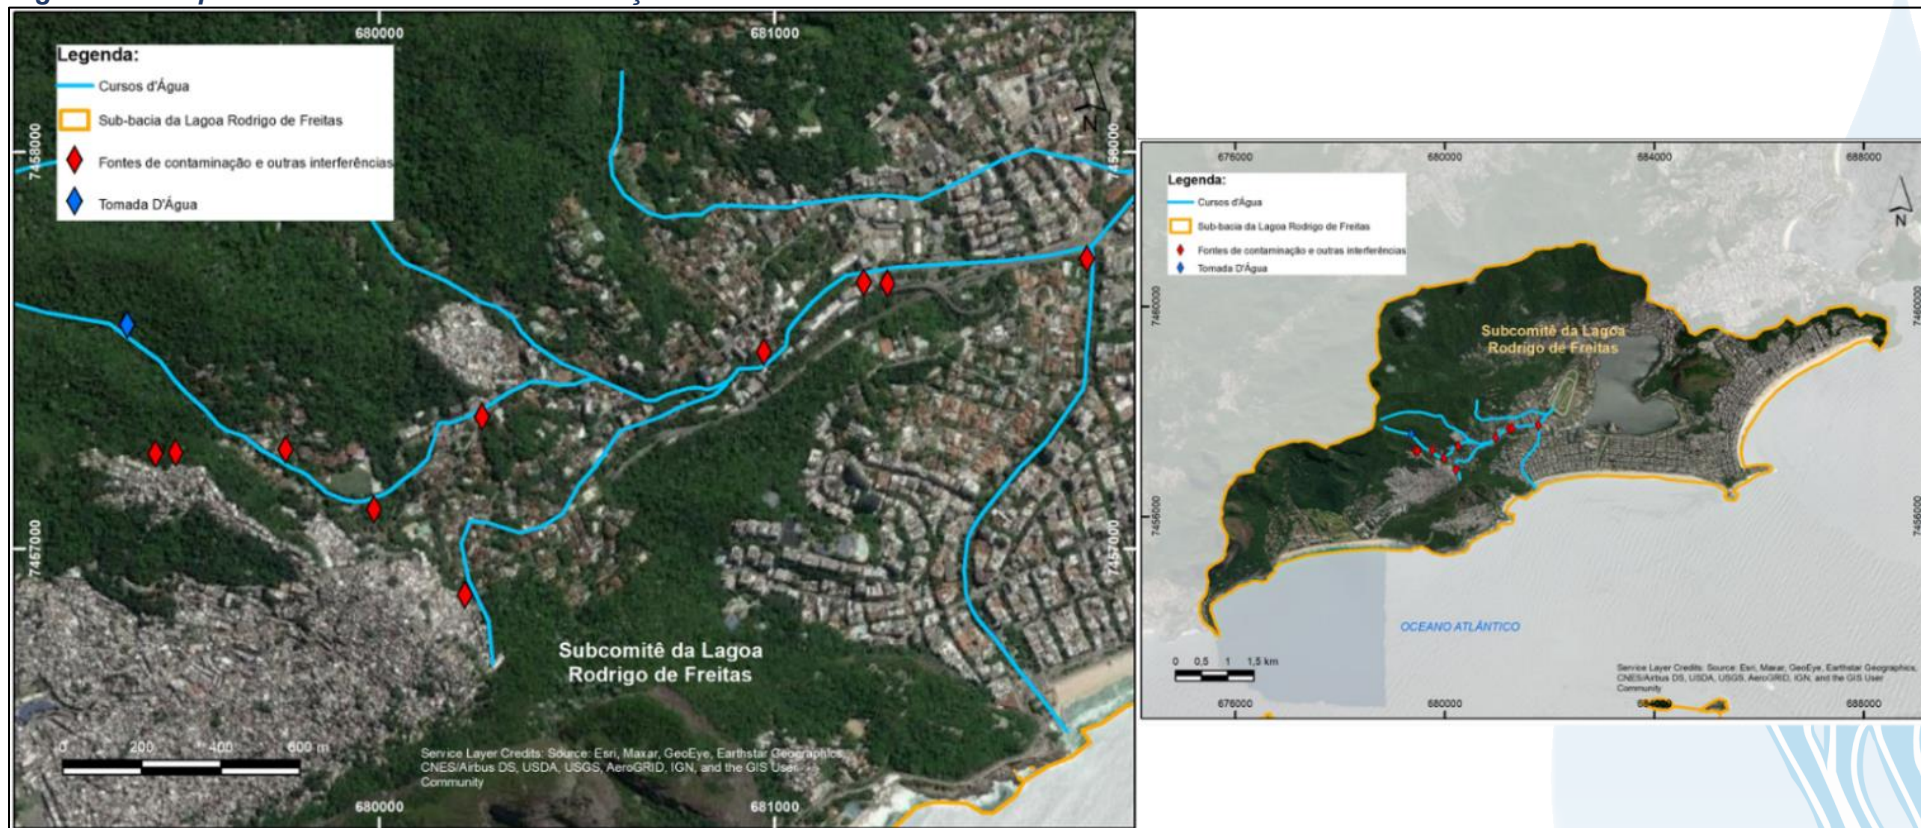 680000
681000
Legenda:
Cursos d'Água
Sub-bacia da Lagoa Rodrigo de Freitas
Fontes de contaminação e outras interferências
Tomada D'Água
N
7458000
7458000
7457000
7457000
Subcomitê da Lagoa
Rodrigo de Freitas
0 200 400 600 m
Service Layer Credits: Source: Esri, Maxar, GeoEye, Earthstar Geographics,
CNES/Airbus DS, USDA, USGS, AeroGRID, IGN, and the GIS User
Community
680000
681000
676000
680000
684000
688000
Legenda:
Cursos d'Água
Sub-bacia da Lagoa Rodrigo de Freitas
Fontes de contaminação e outras interferências
Tomada D'Água
N
7460000
7460000
Subcomitê da Lagoa
Rodrigo de Freitas
7456000
7456000
OCEANO ATLÂNTICO
0 0,5 1 1,5 km
Service Layer Credits: Source: Esri, Maxar, GeoEye, Earthstar Geographics,
CNES/Airbus DS, USDA, USGS, AeroGRID, IGN, and the GIS User
Community
676000
680000
684000
688000